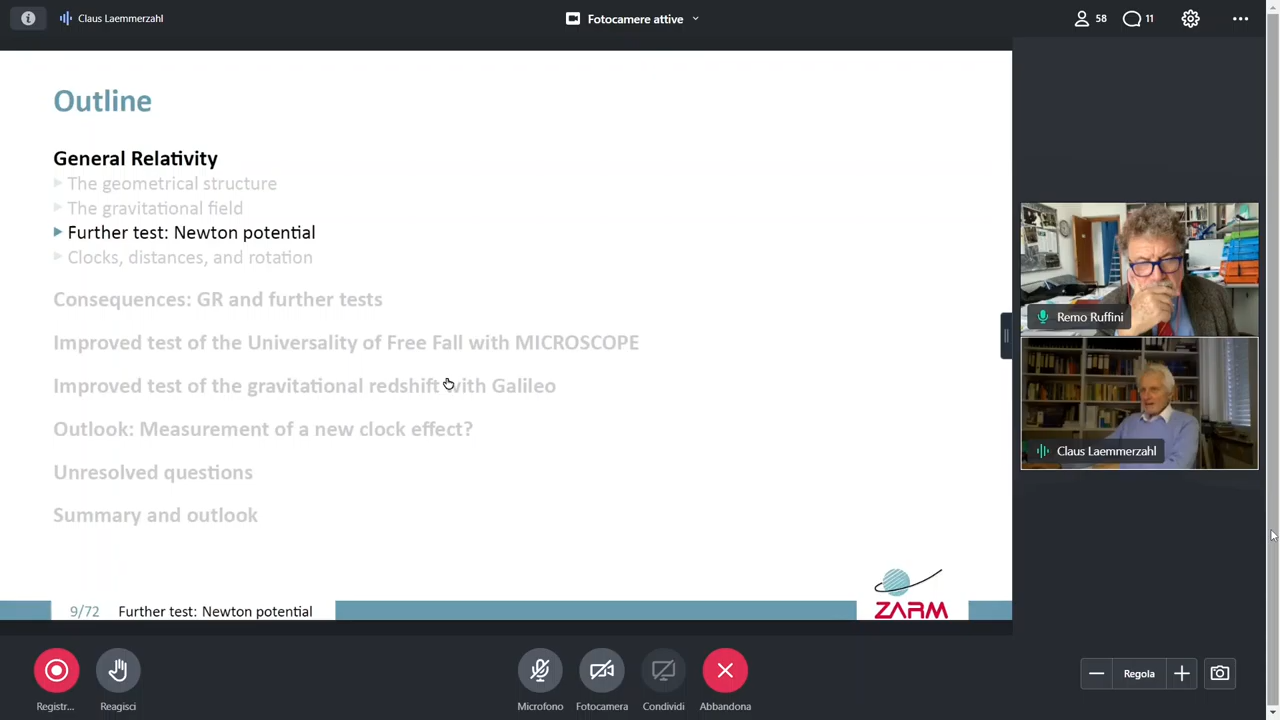 Claus Laemmerzahl
Fotocamere attive
58
11
Outline
General Relativity
The geometrical structure
The gravitational field
Further test: Newton potential
Clocks, distances, and rotation
Consequences: GR and further tests
Improved test of the Universality of Free Fall with MICROSCOPE
Improved test of the gravitational redshift with Galileo
Outlook: Measurement of a new clock effect?
Unresolved questions
Summary and outlook
9/72 Further test: Newton potential
ZARM
Remo Ruffini
Claus Laemmerzahl
Registr...
Reagisci
Microfono
Fotocamera
Condividi
Abbandona
Regola